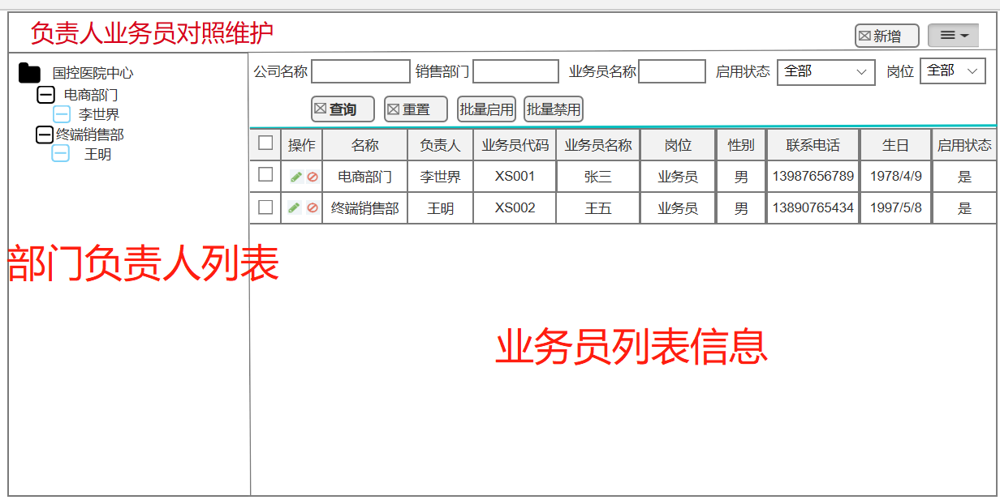 负责人业务员对照维护
新增
国控医院中心
电商部门
李世界
终端销售部
王明
部门负责人列表
公司名称 销售部门 业务员名称 启用状态 全部 岗位 全部
查询 重置 批量启用 批量禁用
操作 名称 负责人 业务员代码 业务员名称 岗位 性别 联系电话 生日 启用状态
电商部门 李世界 XS001 张三 业务员 男 13987656789 1978/4/9 是
终端销售部 王明 XS002 王五 业务员 男 13890765434 1997/5/8 是
业务员列表信息